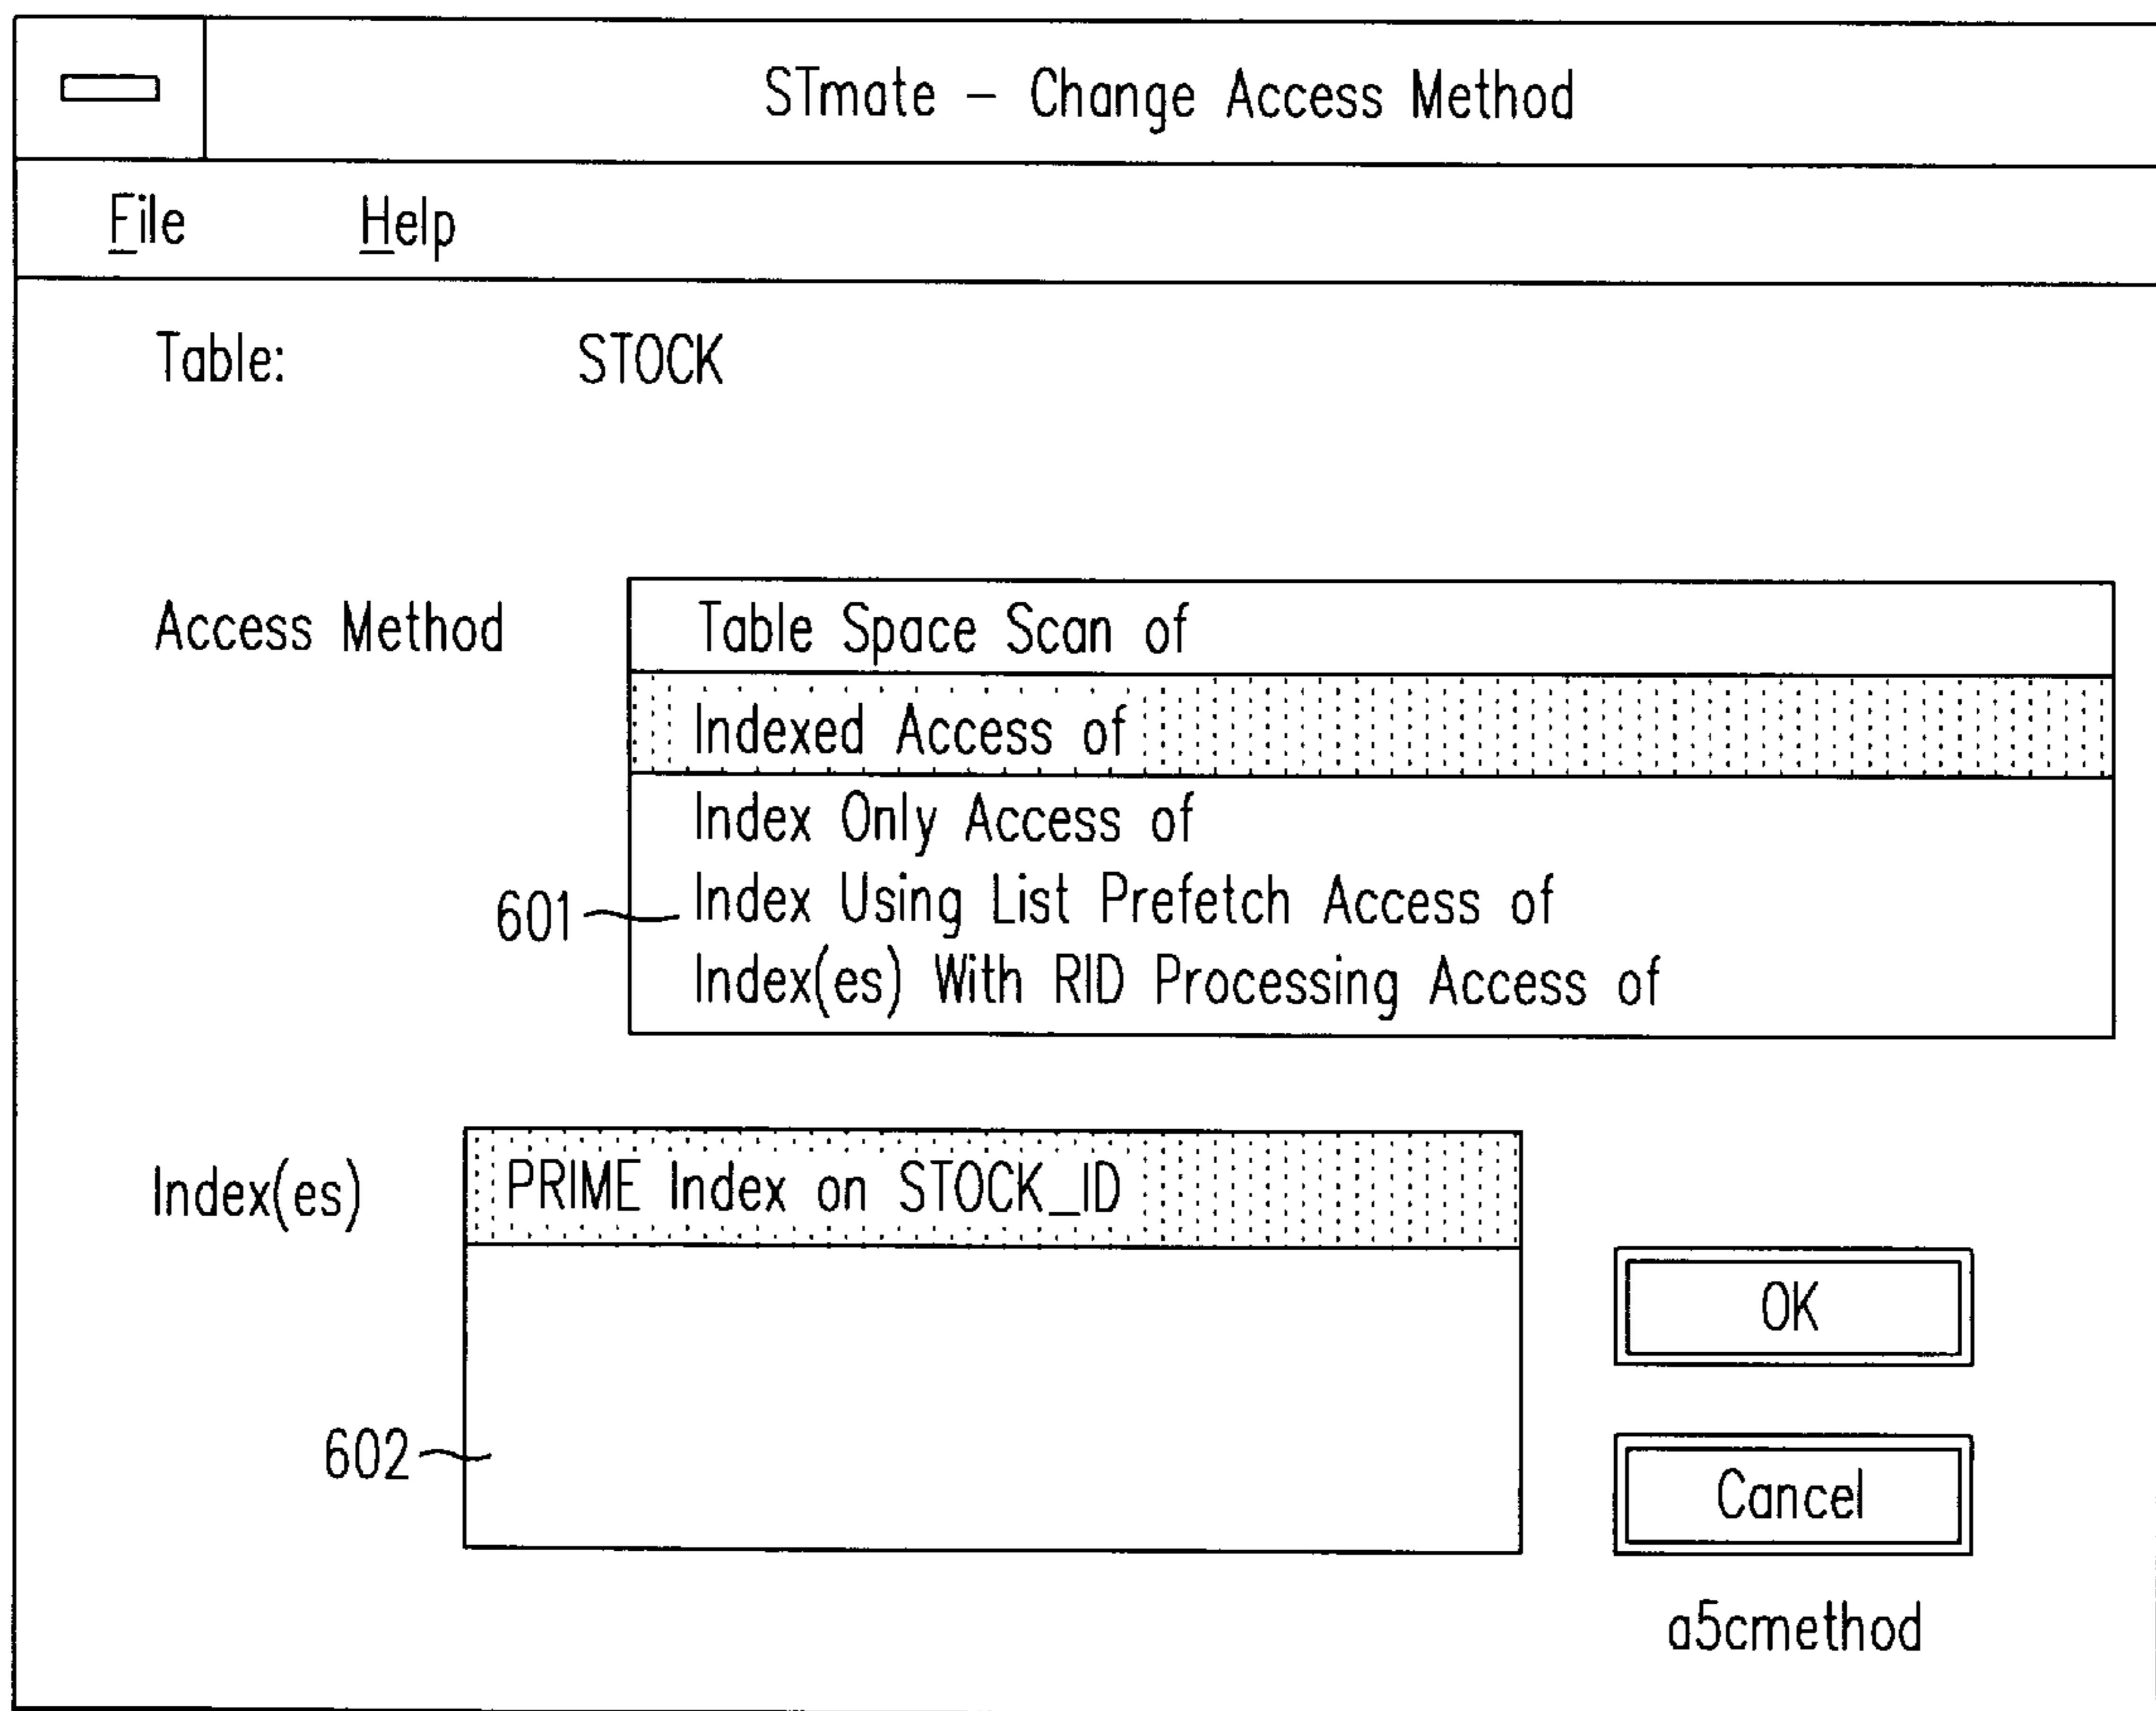 STmate – Change Access Method
File Help
Table: STOCK
Access Method
Table Space Scan of
Indexed Access of
Index Only Access of
601 Index Using List Prefetch Access of
Index(es) With RID Processing Access of
Index(es) PRIME Index on STOCK_ID
OK
602
Cancel
a5cmethod